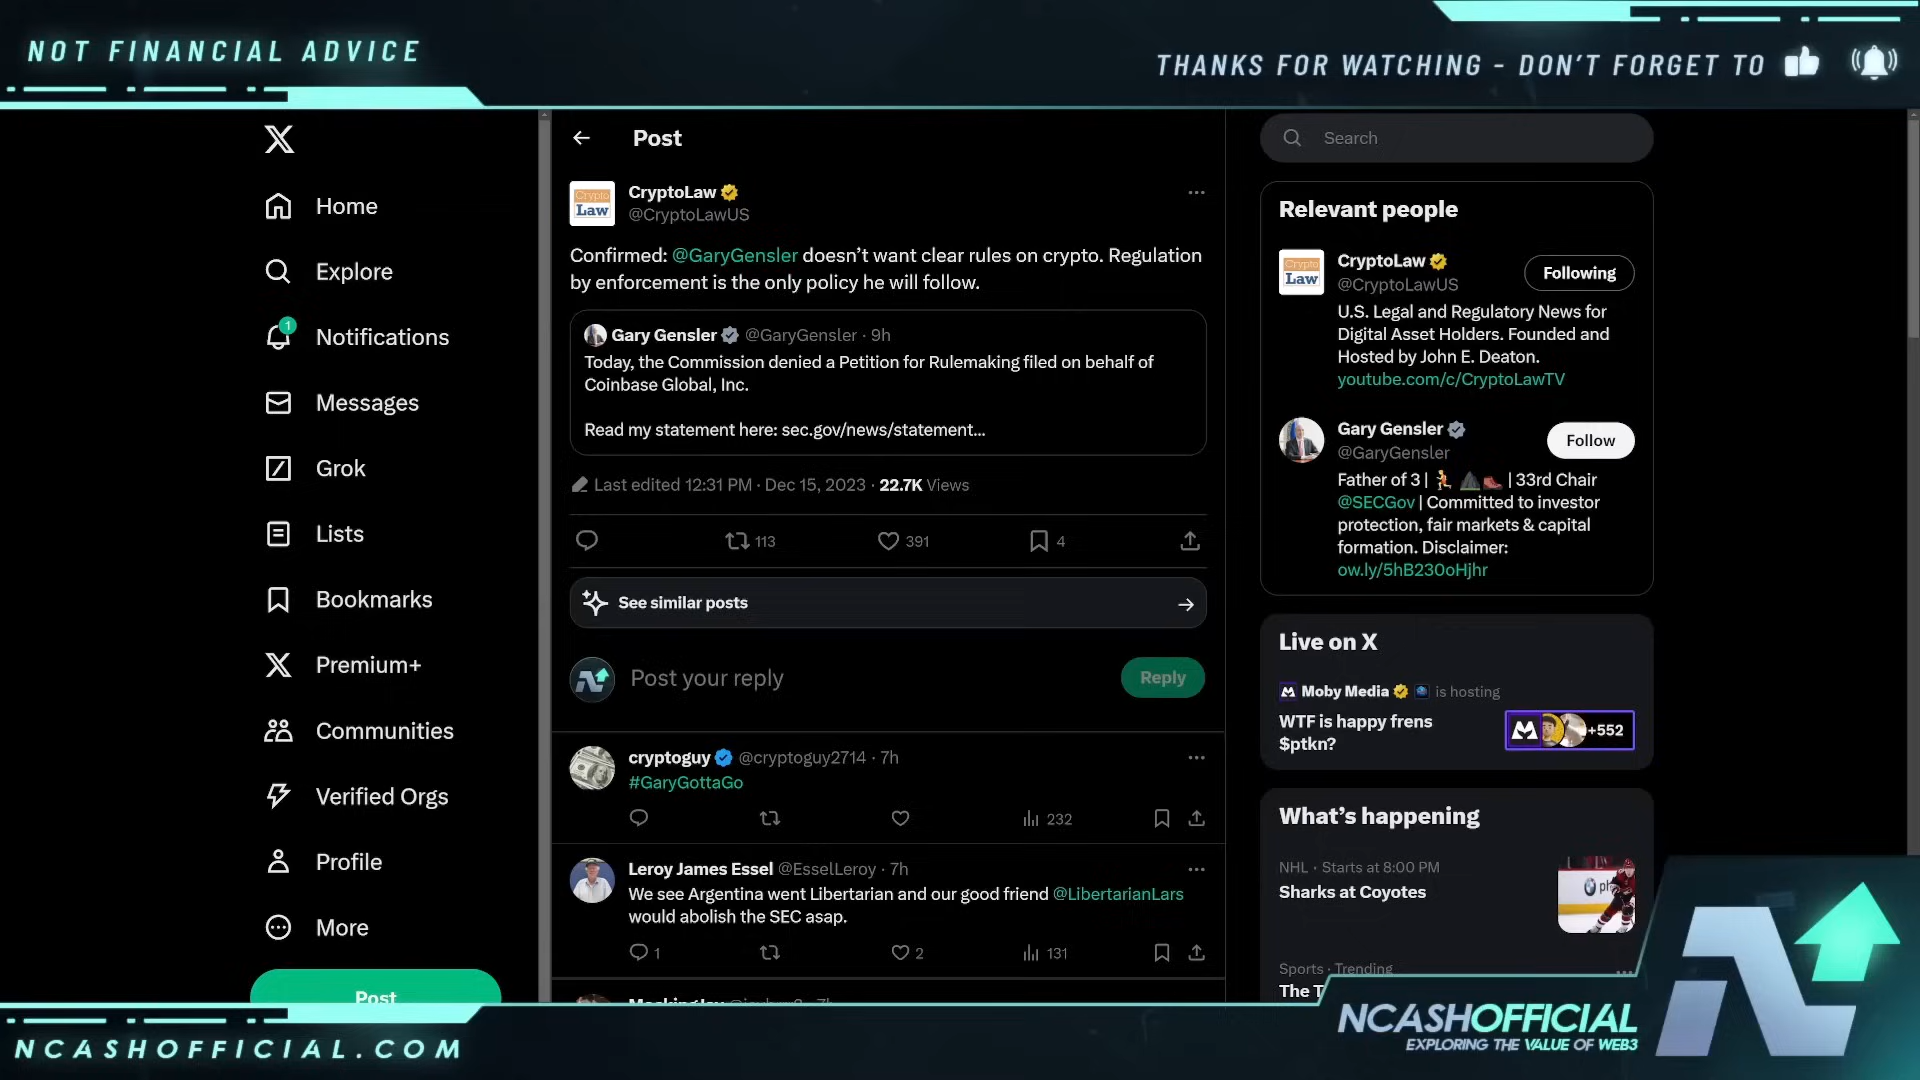 NOT FINANCIAL ADVICE
THANKS FOR WATCHING - DON'T FORGET TO
Home
Explore
1
Notifications
Messages
Grok
Lists
Bookmarks
Premium+
Communities
Verified Orgs
Profile
More
Post
Post
Crypto
Law
CryptoLaw
@CryptoLawUS
Confirmed: @GaryGensler doesn’t want clear rules on crypto. Regulation
by enforcement is the only policy he will follow.
Gary Gensler @GaryGensler · 9h
Today, the Commission denied a Petition for Rulemaking filed on behalf of
Coinbase Global, Inc.
Read my statement here: sec.gov/news/statement…
Last edited 12:31 PM · Dec 15, 2023 · 22.7K Views
113 391 4
See similar posts
Post your reply
Reply
cryptoguy @cryptoguy2714 · 7h
#GaryGottaGo
232
Leroy James Essel @EsselLeroy · 7h
We see Argentina went Libertarian and our good friend @LibertarianLars
would abolish the SEC asap.
1 2 131
Search
Relevant people
Crypto
Law
CryptoLaw
@CryptoLawUS
Following
U.S. Legal and Regulatory News for
Digital Asset Holders. Founded and
Hosted by John E. Deaton.
youtube.com/c/CryptoLawTV
Gary Gensler
@GaryGensler
Follow
Father of 3 | | 33rd Chair
@SECGov | Committed to investor
protection, fair markets & capital
formation. Disclaimer:
ow.ly/5hB230oHjhr
Live on X
Moby Media is hosting
WTF is happy frens
$ptkn?
+552
What’s happening
NHL · Starts at 8:00 PM
Sharks at Coyotes
Sports · Trending
The T
NCASHOFFICIAL.COM
NCASHOFFICIAL
EXPLORING THE VALUE OF WEB3